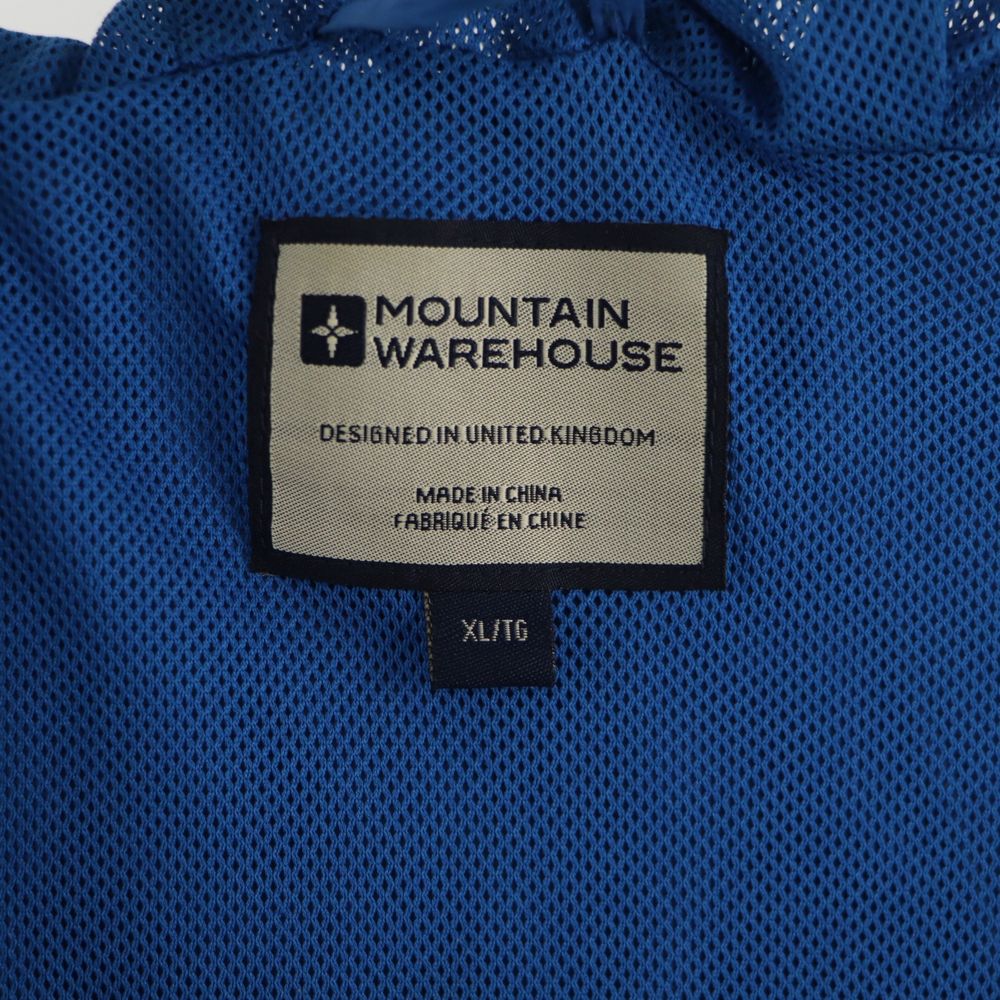 MOUNTAIN
WAREHOUSE
DESIGNED IN UNITED KINGDOM
MADE IN CHINA
FABRIQUÉ EN CHINE
XL/TG